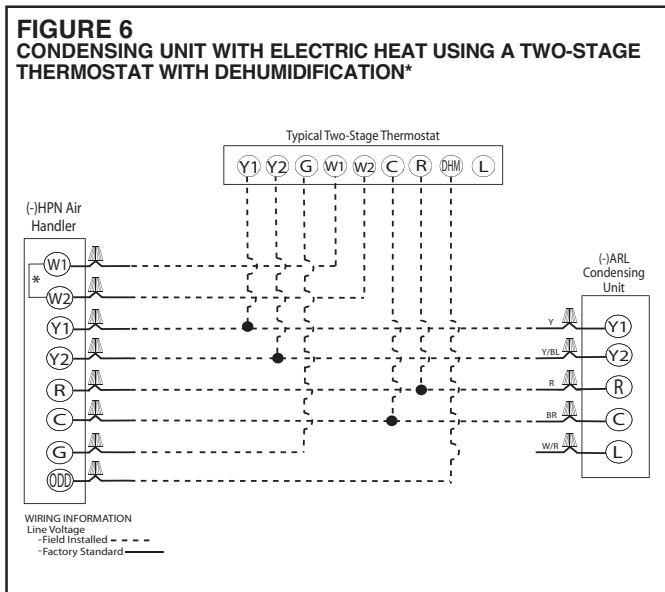 FIGURE 6
CONDENSING UNIT WITH ELECTRIC HEAT USING A TWO-STAGE
THERMOSTAT WITH DEHUMIDIFICATION*
Typical Two-Stage Thermostat
Y1 Y2 G W1 W2 C R DHM L
(-)HPN Air
Handler
W1
*
W2
Y1
Y2
R
C
G
ODD
(-)ARL
Condensing
Unit
Y Y1
Y/BL Y2
R R
BR C
W/R L
WIRING INFORMATION
Line Voltage
-Field Installed
-Factory Standard